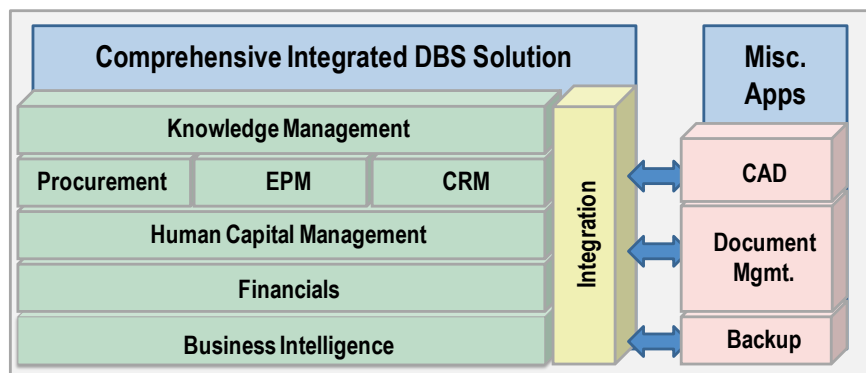 Comprehensive Integrated DBS Solution
Misc.
Apps
Knowledge Management
Procurement
EPM
CRM
Human Capital Management
Financials
Business Intelligence
Integration
CAD
Document
Mgmt.
Backup